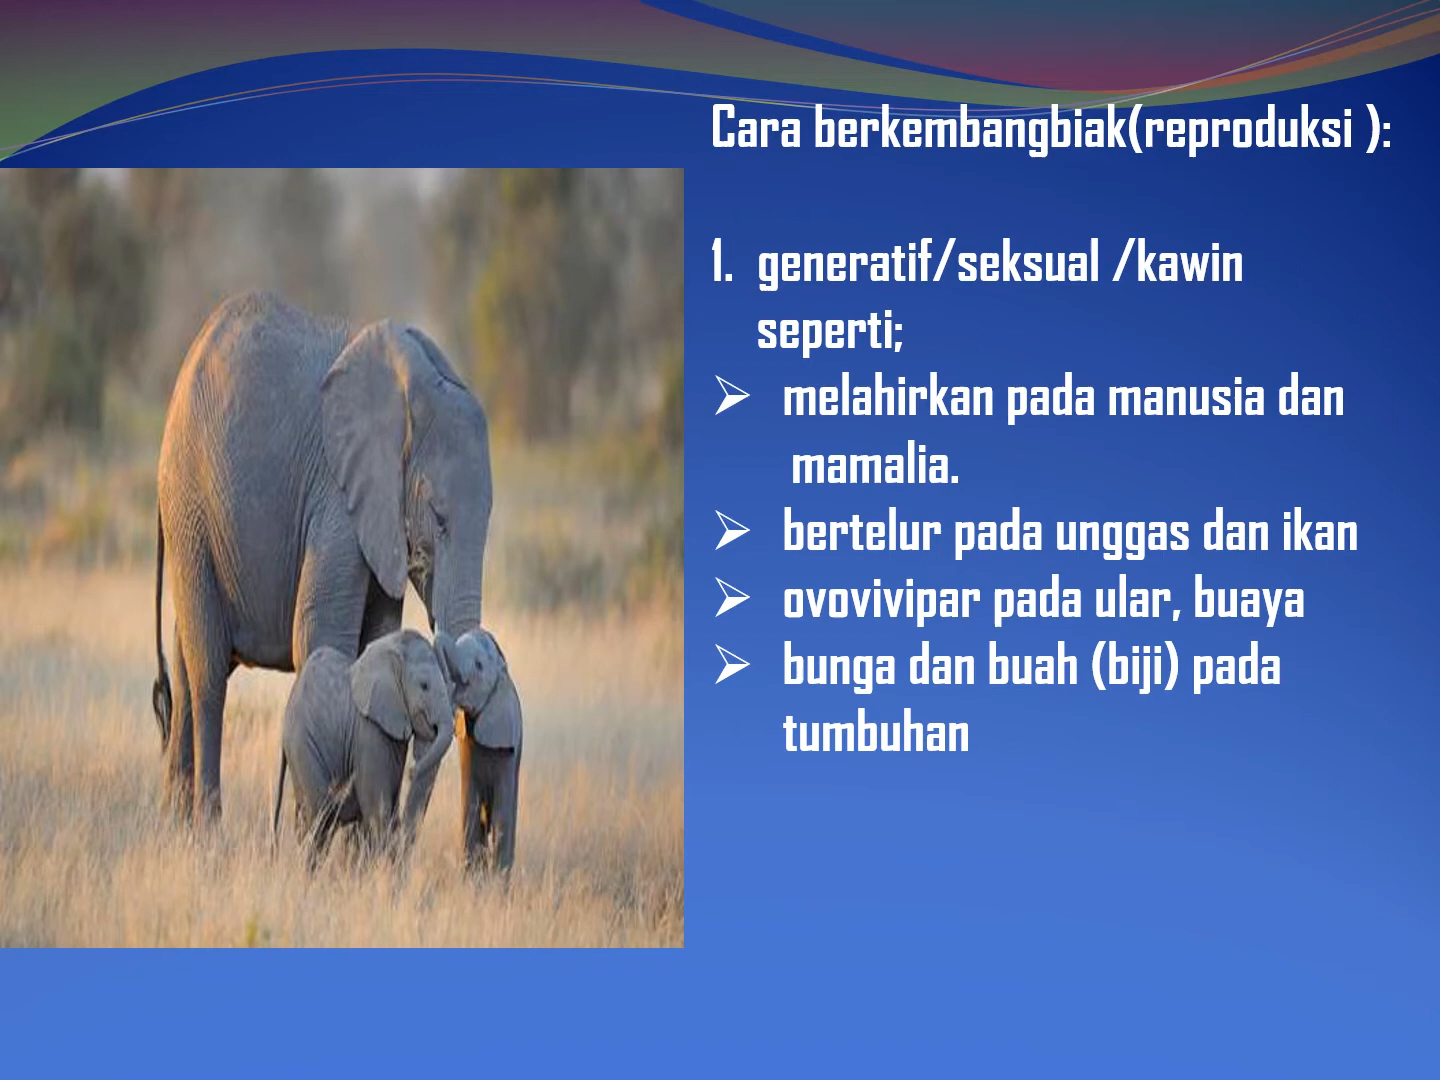 Cara berkembangbiak(reproduksi ):
1. generatif/seksual /kawin
seperti;
➢ melahirkan pada manusia dan
mamalia.
➢ bertelur pada unggas dan ikan
➢ ovovivipar pada ular, buaya
➢ bunga dan buah (biji) pada
tumbuhan